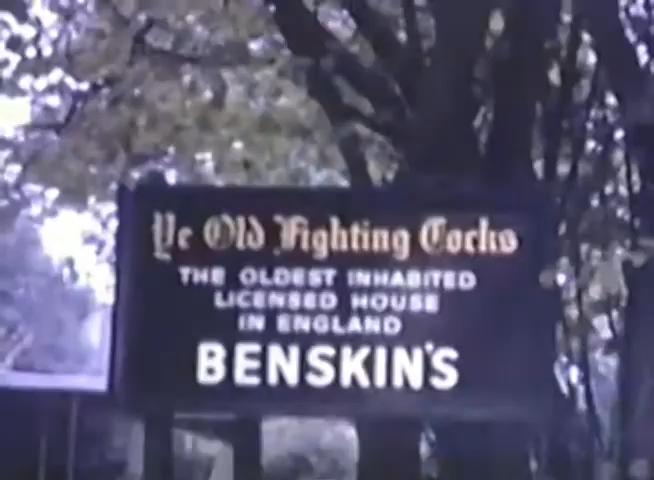 Ye Old Fighting Cocks
THE OLDEST INHABITED
LICENSED HOUSE
IN ENGLAND
BENSKIN'S